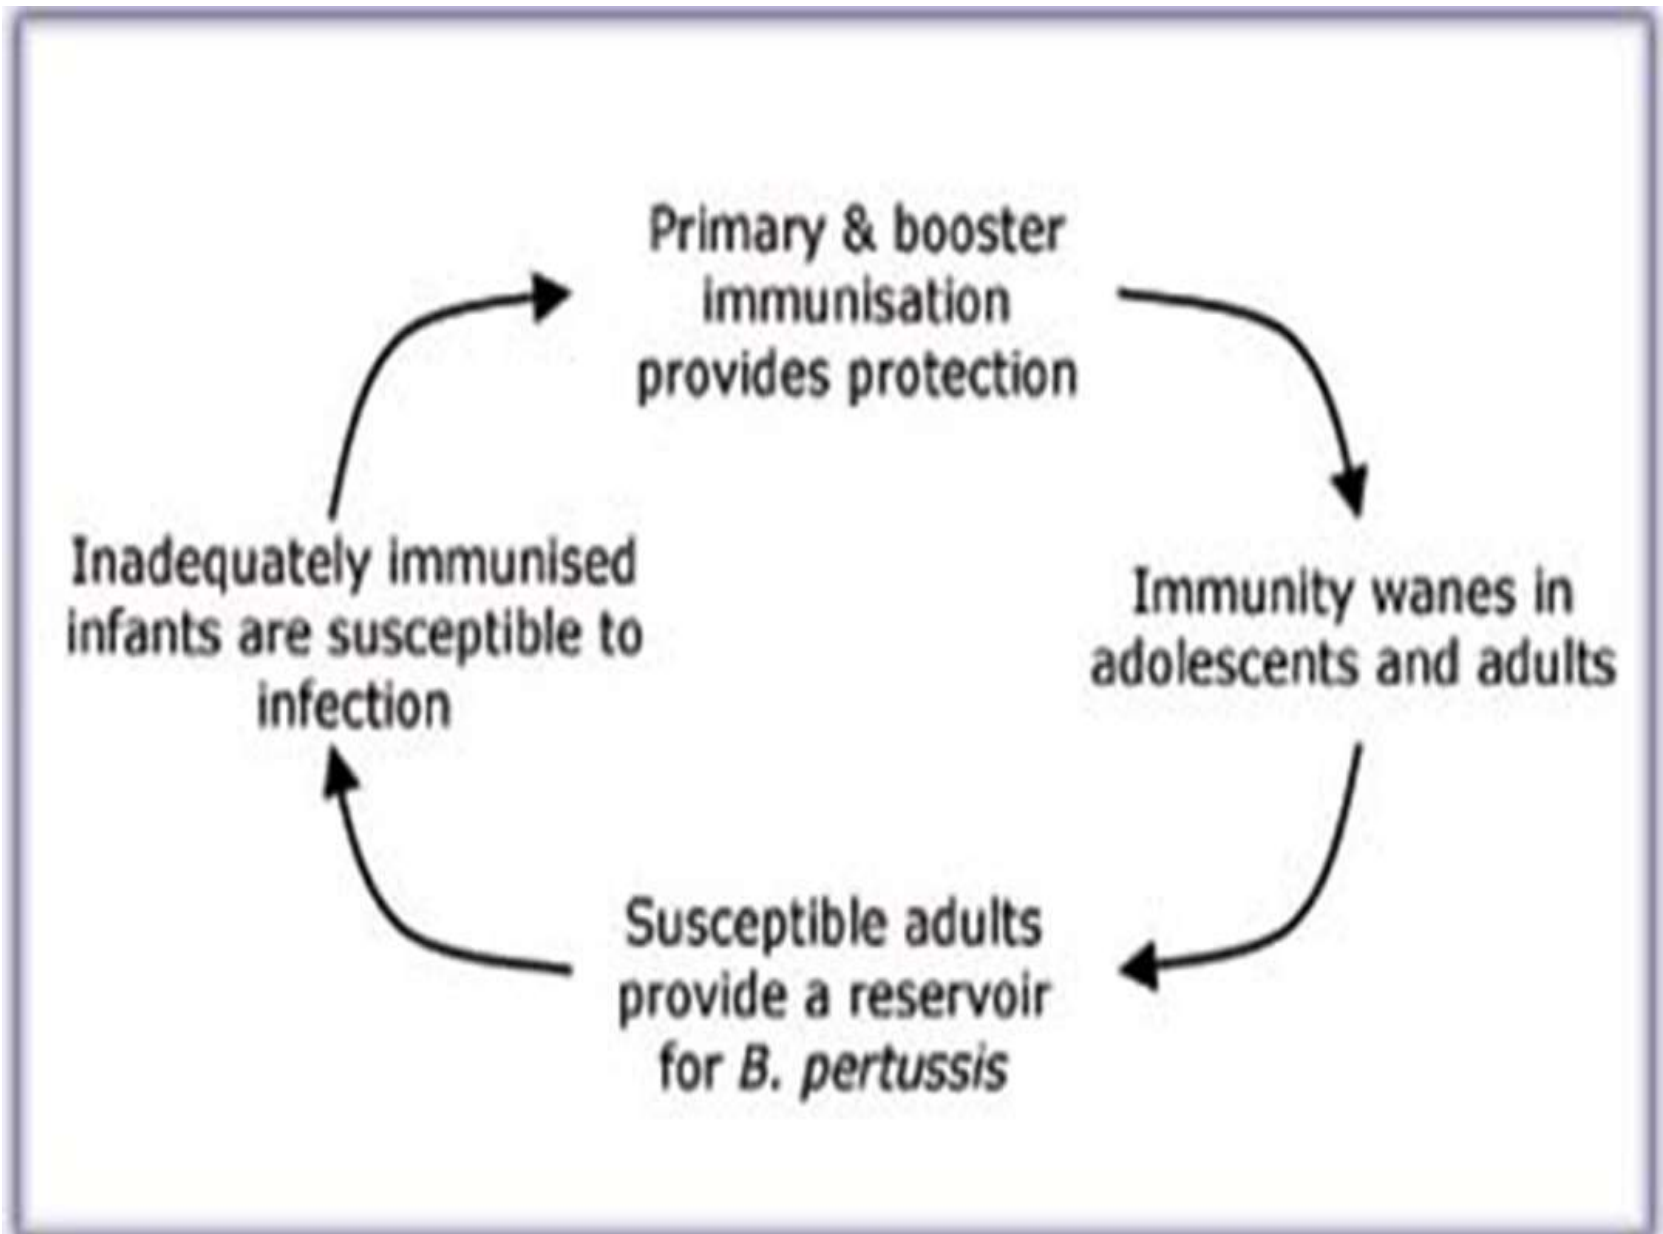 Primary & booster
immunisation
provides protection
Immunity wanes in
adolescents and adults
Susceptible adults
provide a reservoir
for B. pertussis
Inadequately immunised
infants are susceptible to
infection